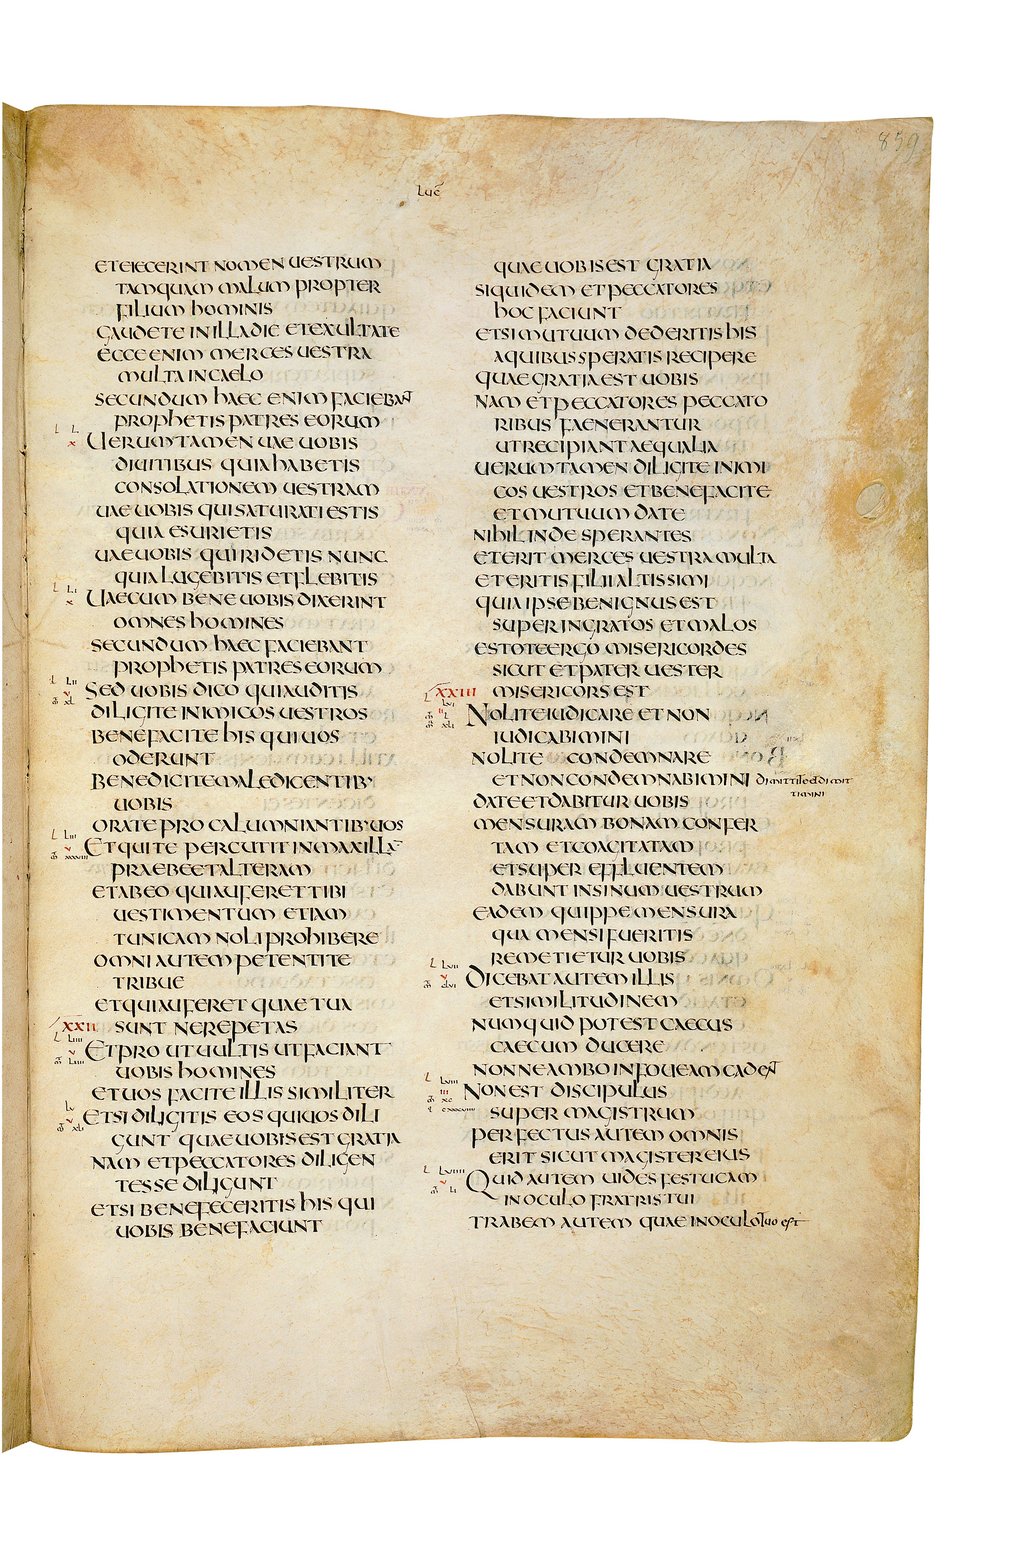 859
Luc
ET EIECERINT NOMEN UESTRUM
TAMQUAM MALUM PROPTER
FILIUM HOMINIS
GAUDETE IN ILLA DIE ET EXULTATE
ECCE ENIM MERCES UESTRA
MULTA IN CAELO
SECUNDUM HAEC ENIM FACIEBANT
PROPHETIS PATRES EORUM
UERUMTAMEN UAE UOBIS
DIUITIBUS QUIA HABETIS
CONSOLATIONEM UESTRAM
UAE UOBIS QUI SATURATI ESTIS
QUIA ESURIETIS
UAE UOBIS QUI RIDETIS NUNC
QUIA LUGEBITIS ET FLEBITIS
UAE CUM BENE UOBIS DIXERINT
OMNES HOMINES
SECUNDUM HAEC FACIEBANT
PROPHETIS PATRES EORUM
SED UOBIS DICO QUI AUDITIS
DILIGITE INIMICOS UESTROS
BENEFACITE HIS QUI UOS
ODERUNT
BENEDICITE MALEDICENTIB'
UOBIS
ORATE PRO CALUMNIANTIB' UOS
ET QUI TE PERCUTIT IN MAXILLA
PRAEBE ET ALTERAM
ET AB EO QUI AUFERET TIBI
UESTIMENTUM ETIAM
TUNICAM NOLI PROHIBERE
OMNI AUTEM PETENTI TE
TRIBUE
ET QUI AUFERET QUAE TUA
XXII SUNT NE REPETAS
ET PRO UT UULTIS UT FACIANT
UOBIS HOMINES
ET UOS FACITE ILLIS SIMILITER
ET SI DILIGITIS EOS QUI UOS DILI
GUNT QUAE UOBIS EST GRATIA
NAM ET PECCATORES DILIGEN
TES SE DILIGUNT
ET SI BENEFECERITIS HIS QUI
UOBIS BENEFACIUNT
QUAE UOBIS EST GRATIA
SIQUIDEM ET PECCATORES
HOC FACIUNT
ET SI MUTUUM DEDERITIS HIS
A QUIBUS SPERATIS RECIPERE
QUAE GRATIA EST UOBIS
NAM ET PECCATORES PECCATO
RIBUS FAENERANTUR
UT RECIPIANT AEQUALIA
UERUMTAMEN DILIGITE INIMI
COS UESTROS ET BENEFACITE
ET MUTUUM DATE
NIHIL INDE SPERANTES
ET ERIT MERCES UESTRA MULTA
ET ERITIS FILII ALTISSIMI
QUIA IPSE BENIGNUS EST
SUPER INGRATOS ET MALOS
ESTOTE ERGO MISERICORDES
SICUT ET PATER UESTER
XXIII MISERICORS EST
NOLITE IUDICARE ET NON
IUDICABIMINI
NOLITE CONDEMNARE
ET NON CONDEMNABIMINI dimittite et dimit
timini
DATE ET DABITUR UOBIS
MENSURAM BONAM CONFER
TAM ET COAGITATAM
ET SUPER EFFLUENTEM
DABUNT IN SINUM UESTRUM
EADEM QUIPPE MENSURA
QUA MENSI FUERITIS
REMETIETUR UOBIS
DICEBAT AUTEM ILLIS
ET SIMILITUDINEM
NUMQUID POTEST CAECUS
CAECUM DUCERE
NONNE AMBO IN FOUEAM CADENT
NON EST DISCIPULUS
SUPER MAGISTRUM
PERFECTUS AUTEM OMNIS
ERIT SICUT MAGISTER EIUS
QUID AUTEM UIDES FESTUCAM
IN OCULO FRATRIS TUI
TRABEM AUTEM QUAE IN OCULO tuo est